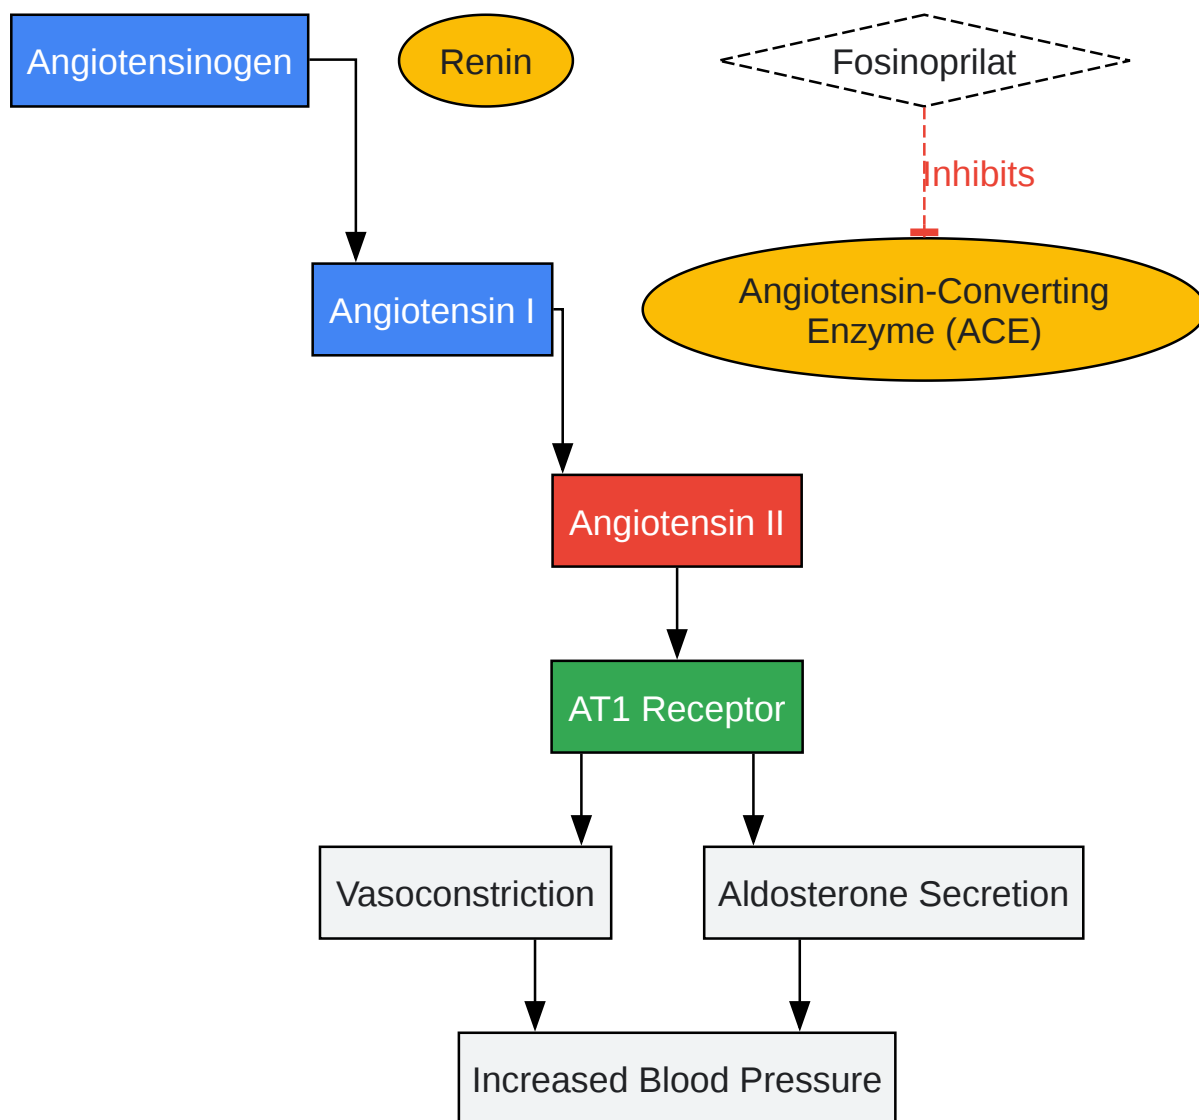 Angiotensinogen
Renin
Fosinoprilat
Inhibits
Angiotensin-Converting
Enzyme (ACE)
Angiotensin I
Angiotensin II
AT1 Receptor
Vasoconstriction
Aldosterone Secretion
Increased Blood Pressure